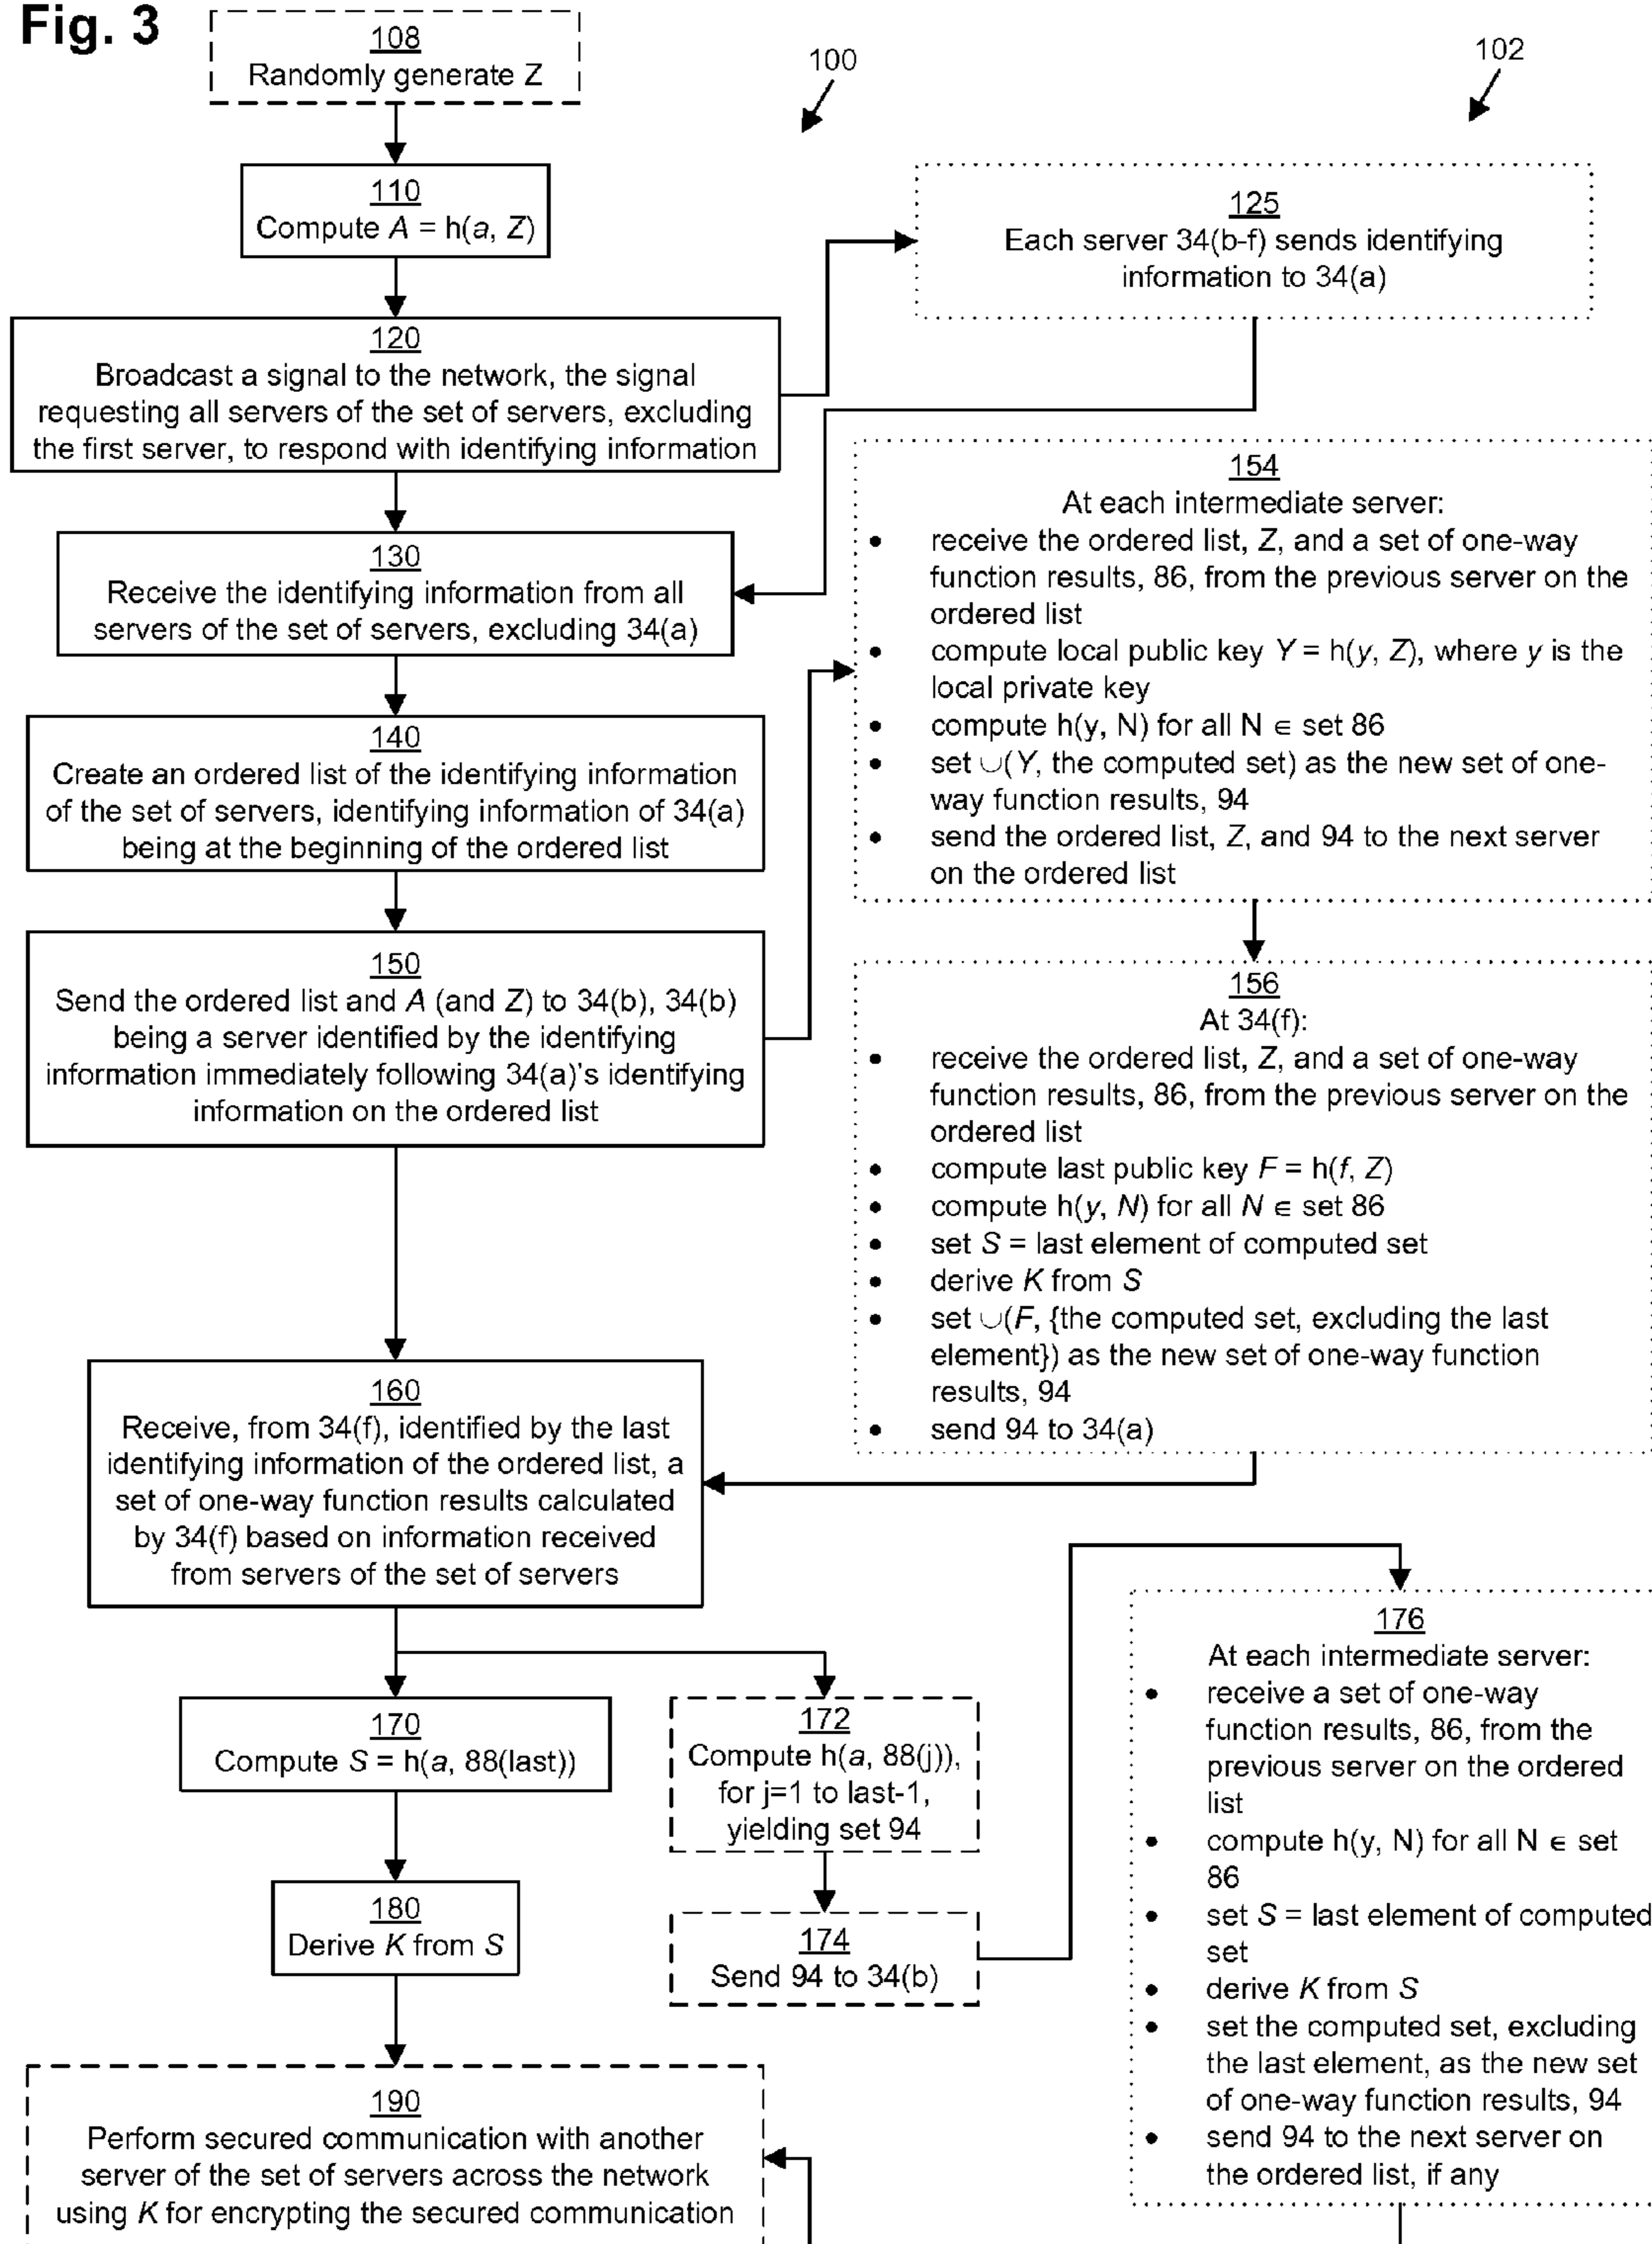 Fig. 3
108
Randomly generate Z
100
102
110
Compute A = h(a, Z)
125
Each server 34(b-f) sends identifying
information to 34(a)
120
Broadcast a signal to the network, the signal
requesting all servers of the set of servers, excluding
the first server, to respond with identifying information
130
Receive the identifying information from all
servers of the set of servers, excluding 34(a)
140
Create an ordered list of the identifying information
of the set of servers, identifying information of 34(a)
being at the beginning of the ordered list
150
Send the ordered list and A (and Z) to 34(b), 34(b)
being a server identified by the identifying
information immediately following 34(a)'s identifying
information on the ordered list
154
At each intermediate server:
• receive the ordered list, Z, and a set of one-way
function results, 86, from the previous server on the
ordered list
• compute local public key Y = h(y, Z), where y is the
local private key
• compute h(y, N) for all N ∈ set 86
• set ∪(Y, the computed set) as the new set of one-
way function results, 94
• send the ordered list, Z, and 94 to the next server
on the ordered list
156
At 34(f):
• receive the ordered list, Z, and a set of one-way
function results, 86, from the previous server on the
ordered list
• compute last public key F = h(f, Z)
• compute h(y, N) for all N ∈ set 86
• set S = last element of computed set
• derive K from S
• set ∪(F, {the computed set, excluding the last
element}) as the new set of one-way function
results, 94
• send 94 to 34(a)
160
Receive, from 34(f), identified by the last
identifying information of the ordered list, a
set of one-way function results calculated
by 34(f) based on information received
from servers of the set of servers
170
Compute S = h(a, 88(last))
172
Compute h(a, 88(j)),
for j=1 to last-1,
yielding set 94
174
Send 94 to 34(b)
176
At each intermediate server:
• receive a set of one-way
function results, 86, from the
previous server on the ordered
list
• compute h(y, N) for all N ∈ set
86
• set S = last element of computed
set
• derive K from S
• set the computed set, excluding
the last element, as the new set
of one-way function results, 94
• send 94 to the next server on
the ordered list, if any
180
Derive K from S
190
Perform secured communication with another
server of the set of servers across the network
using K for encrypting the secured communication